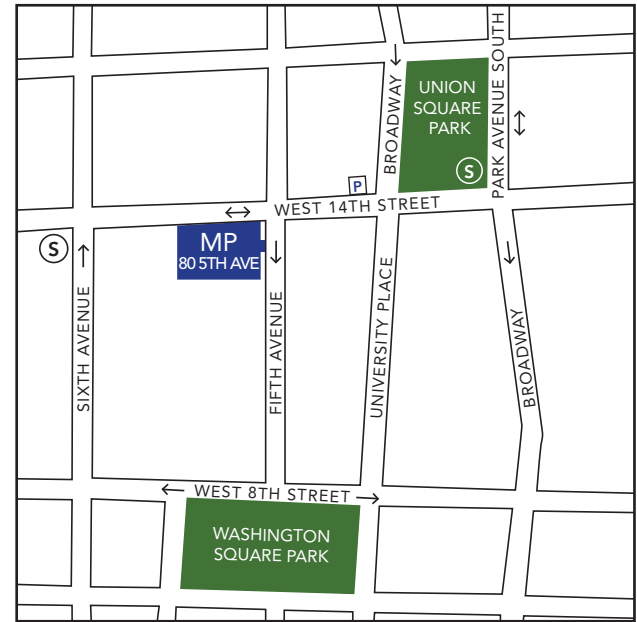 PARK AVENUE SOUTH
BROADWAY
UNION
SQUARE
PARK
S
P
WEST 14TH STREET
MP
80 5TH AVE
S
SIXTH AVENUE
FIFTH AVENUE
UNIVERSITY PLACE
BROADWAY
WEST 8TH STREET
WASHINGTON
SQUARE PARK